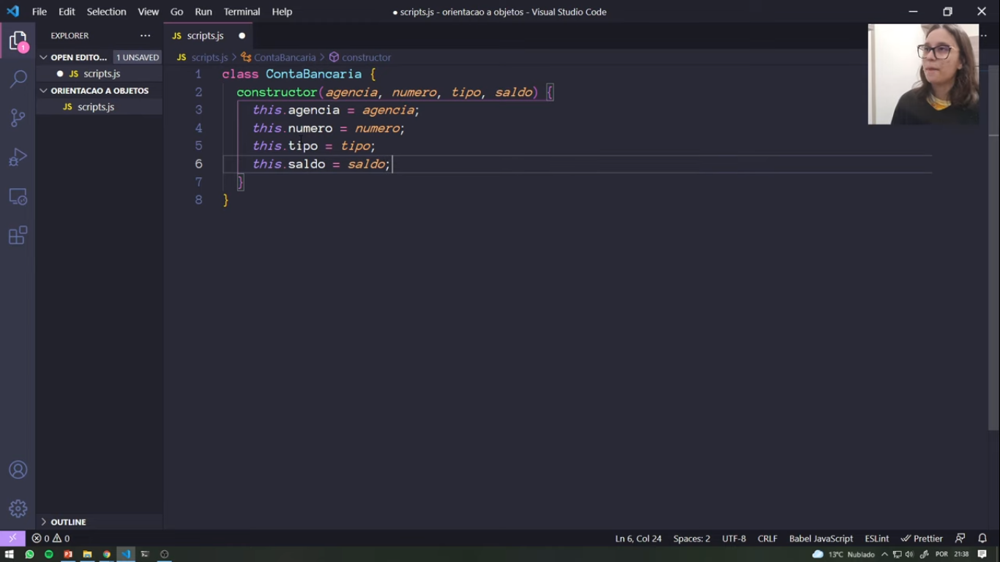 File Edit Selection View Go Run Terminal Help ● scripts.js - orientacao a objetos - Visual Studio Code
EXPLORER ··· JS scripts.js ●
OPEN EDITO... 1 UNSAVED JS scripts.js > ContaBancaria > constructor
● JS scripts.js
ORIENTACAO A OBJETOS
JS scripts.js
1 class ContaBancaria {
2 constructor(agencia, numero, tipo, saldo) {
3 this.agencia = agencia;
4 this.numero = numero;
5 this.tipo = tipo;
6 this.saldo = saldo;
7 }
8 }
1
OUTLINE
0 0 Ln 6, Col 24 Spaces: 2 UTF-8 CRLF Babel JavaScript ESLint Prettier
13°C Nublado POR 21:38